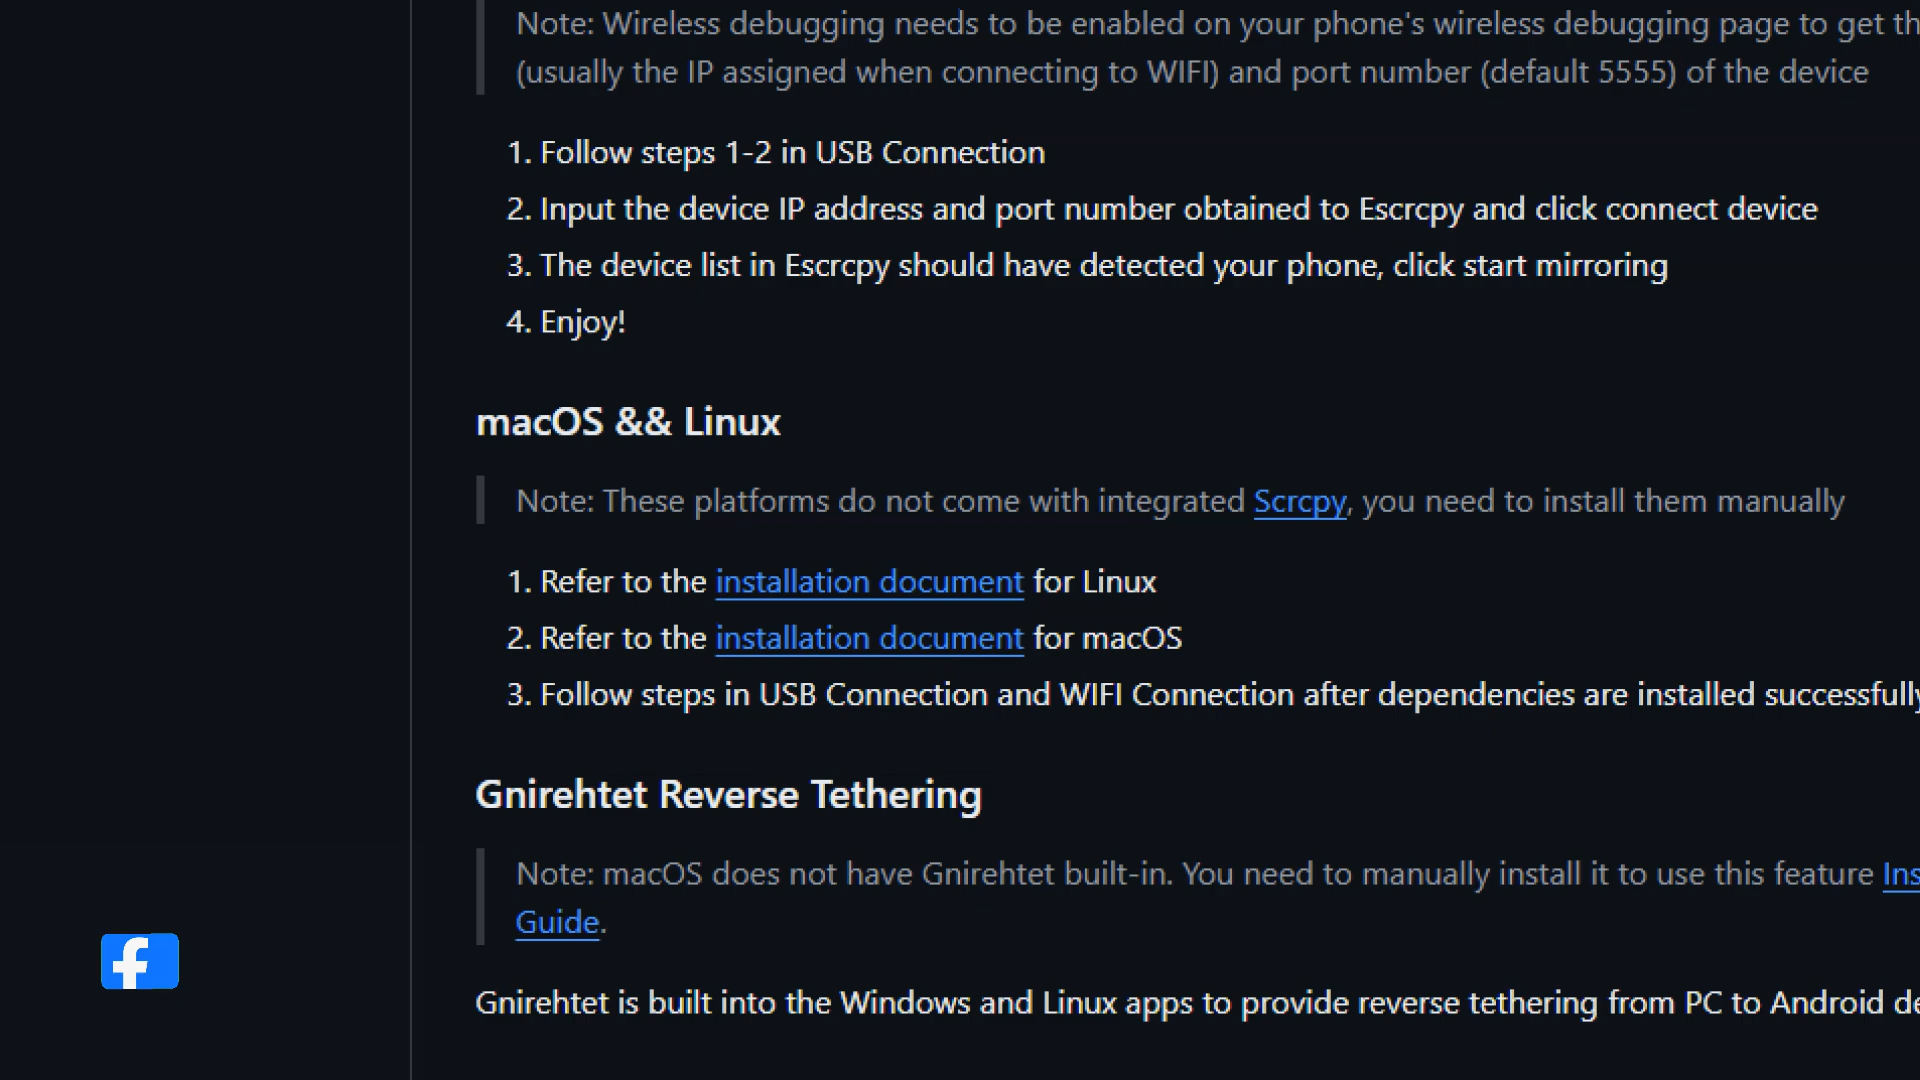 Note: Wireless debugging needs to be enabled on your phone's wireless debugging page to get
(usually the IP assigned when connecting to WIFI) and port number (default 5555) of the device
1. Follow steps 1-2 in USB Connection
2. Input the device IP address and port number obtained to Escrcpy and click connect device
3. The device list in Escrcpy should have detected your phone, click start mirroring
4. Enjoy!
macOS && Linux
Note: These platforms do not come with integrated Scrcpy, you need to install them manually
1. Refer to the installation document for Linux
2. Refer to the installation document for macOS
3. Follow steps in USB Connection and WIFI Connection after dependencies are installed successfully
Gnirehtet Reverse Tethering
Note: macOS does not have Gnirehtet built-in. You need to manually install it to use this feature
Guide.
Gnirehtet is built into the Windows and Linux apps to provide reverse tethering from PC to Android